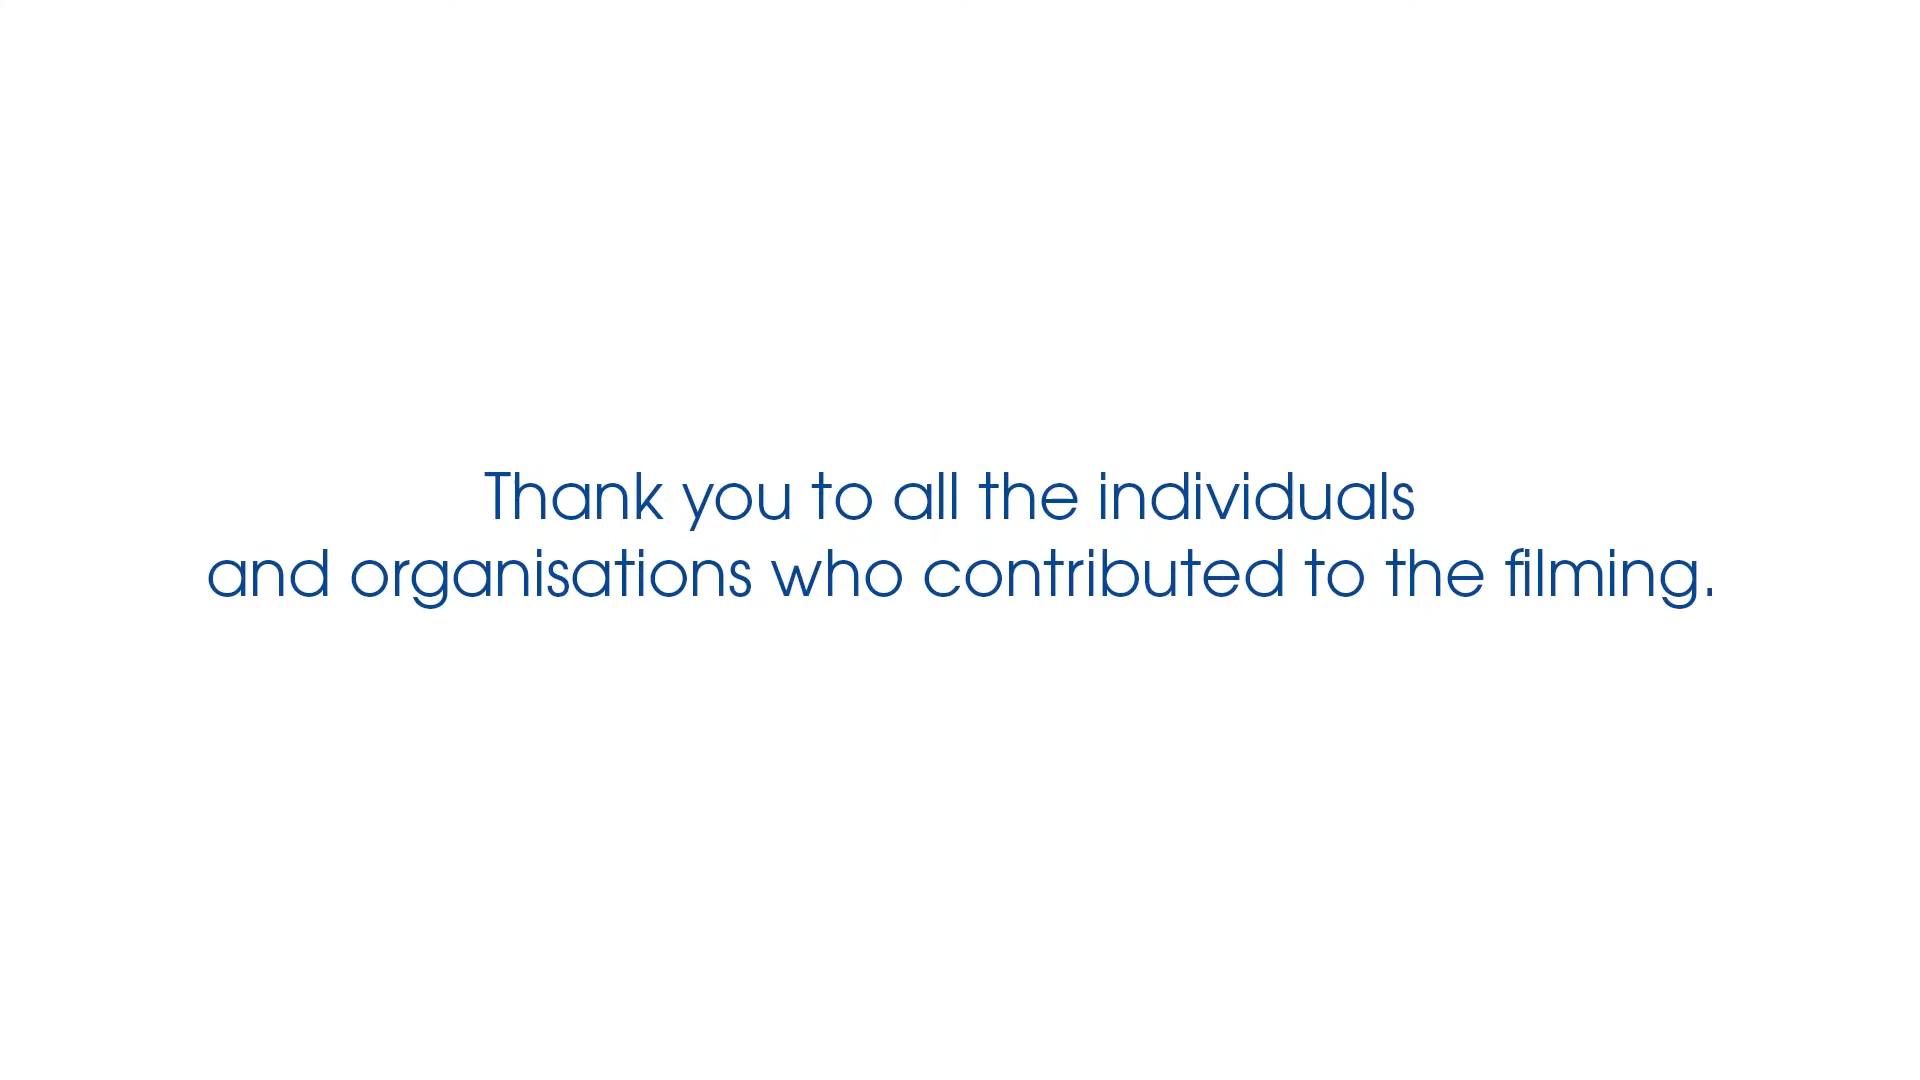 Thank you to all the individuals
and organisations who contributed to the filming.